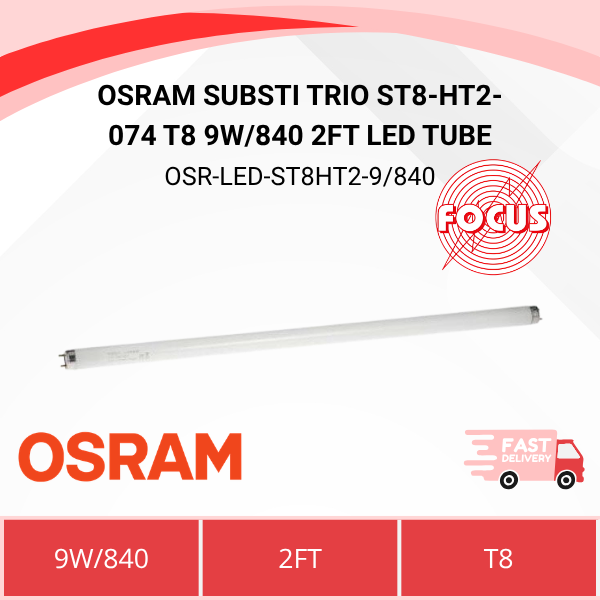 OSRAM SUBSTI TRIO ST8-HT2-
074 T8 9W/840 2FT LED TUBE
OSR-LED-ST8HT2-9/840
FOCUS
OSRAM
FAST
DELIVERY
9W/840
2FT
T8